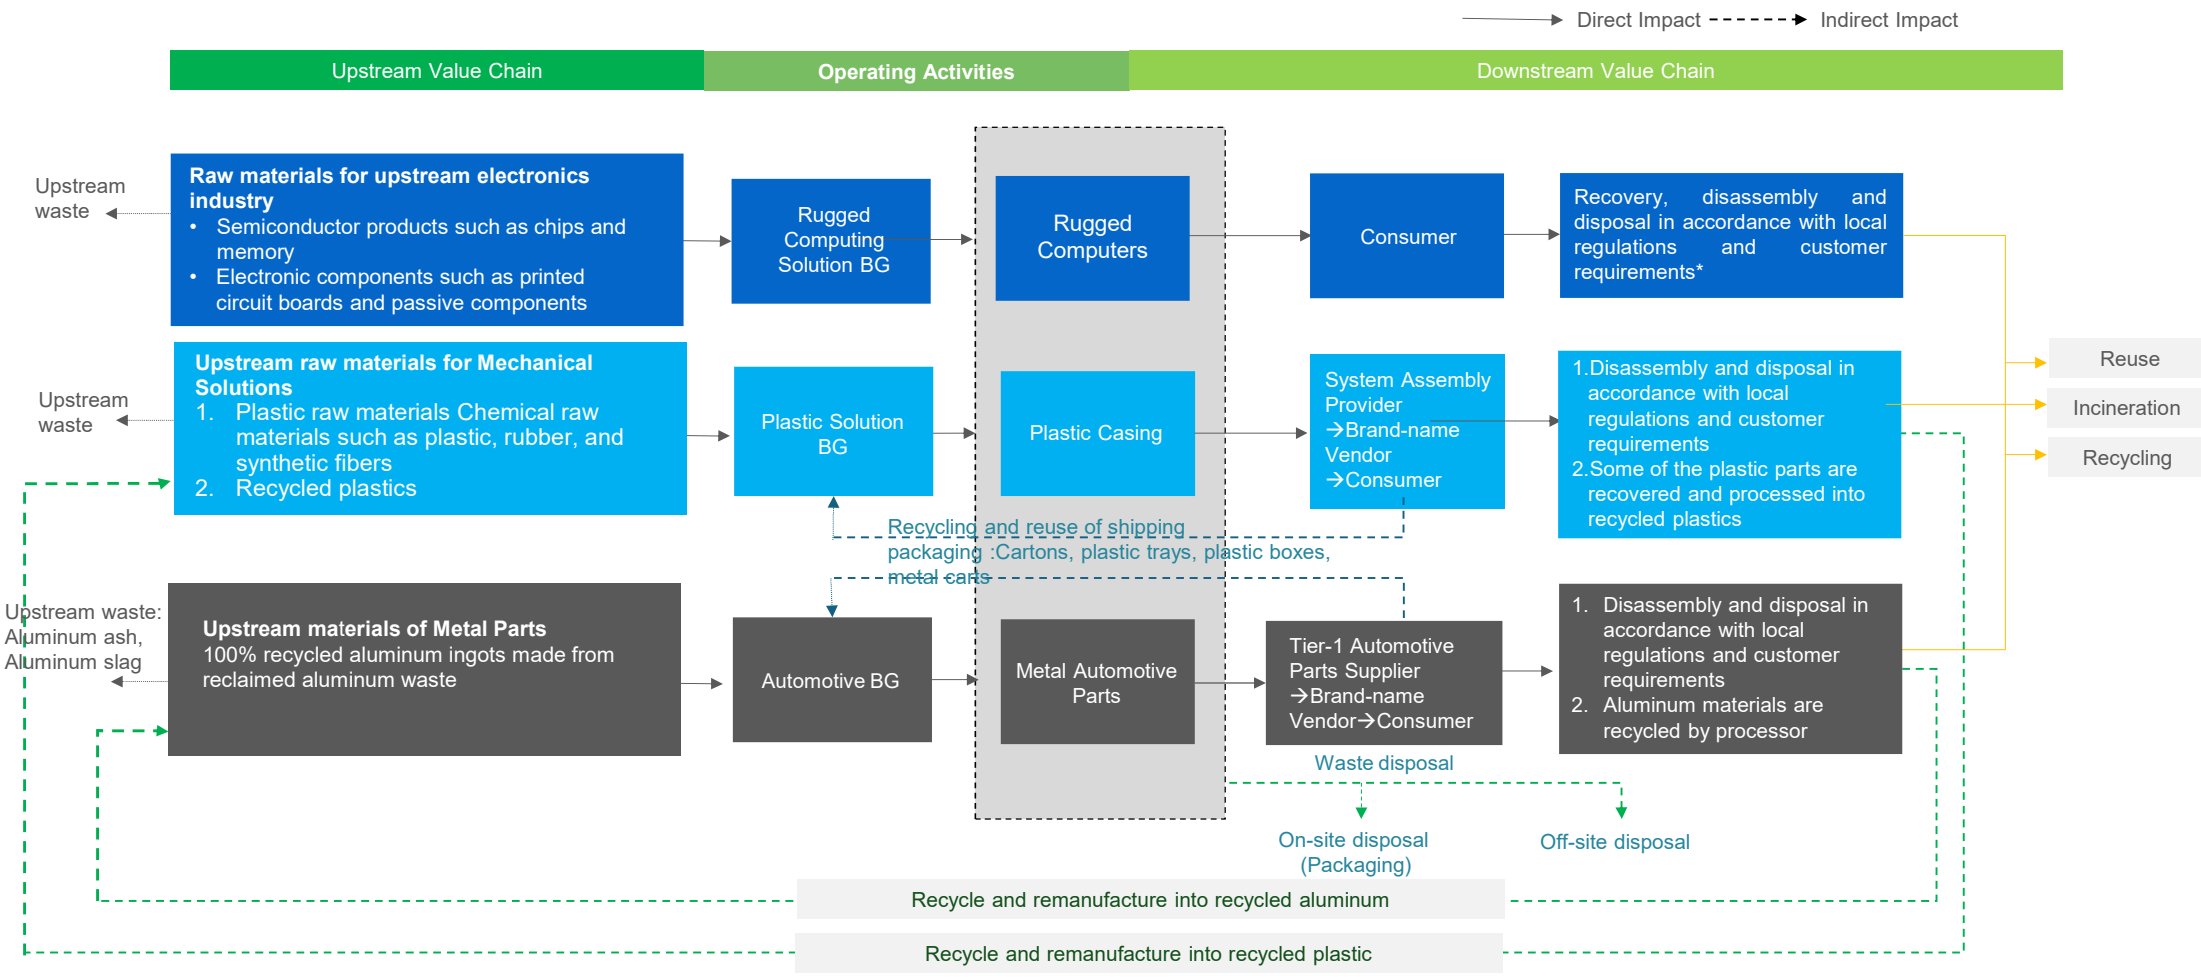 Direct Impact
Indirect Impact
Upstream Value Chain
Operating Activities
Downstream Value Chain
Upstream
waste
Raw materials for upstream electronics
industry
• Semiconductor products such as chips and
memory
• Electronic components such as printed
circuit boards and passive components
Rugged
Computing
Solution BG
Rugged
Computers
Consumer
Recovery, disassembly and
disposal in accordance with local
regulations and customer
requirements*
Upstream
waste
Upstream raw materials for Mechanical
Solutions
1. Plastic raw materials Chemical raw
materials such as plastic, rubber, and
synthetic fibers
2. Recycled plastics
Plastic Solution
BG
Plastic Casing
System Assembly
Provider
→Brand-name
Vendor
→Consumer
1.Disassembly and disposal in
accordance with local
regulations and customer
requirements
2.Some of the plastic parts are
recovered and processed into
recycled plastics
Reuse
Incineration
Recycling
Recycling and reuse of shipping
packaging :Cartons, plastic trays, plastic boxes,
metal carts
Upstream waste:
Aluminum ash,
Aluminum slag
Upstream materials of Metal Parts
100% recycled aluminum ingots made from
reclaimed aluminum waste
Automotive BG
Metal Automotive
Parts
Tier-1 Automotive
Parts Supplier
→Brand-name
Vendor→Consumer
1. Disassembly and disposal in
accordance with local
regulations and customer
requirements
2. Aluminum materials are
recycled by processor
Waste disposal
On-site disposal
(Packaging)
Off-site disposal
Recycle and remanufacture into recycled aluminum
Recycle and remanufacture into recycled plastic